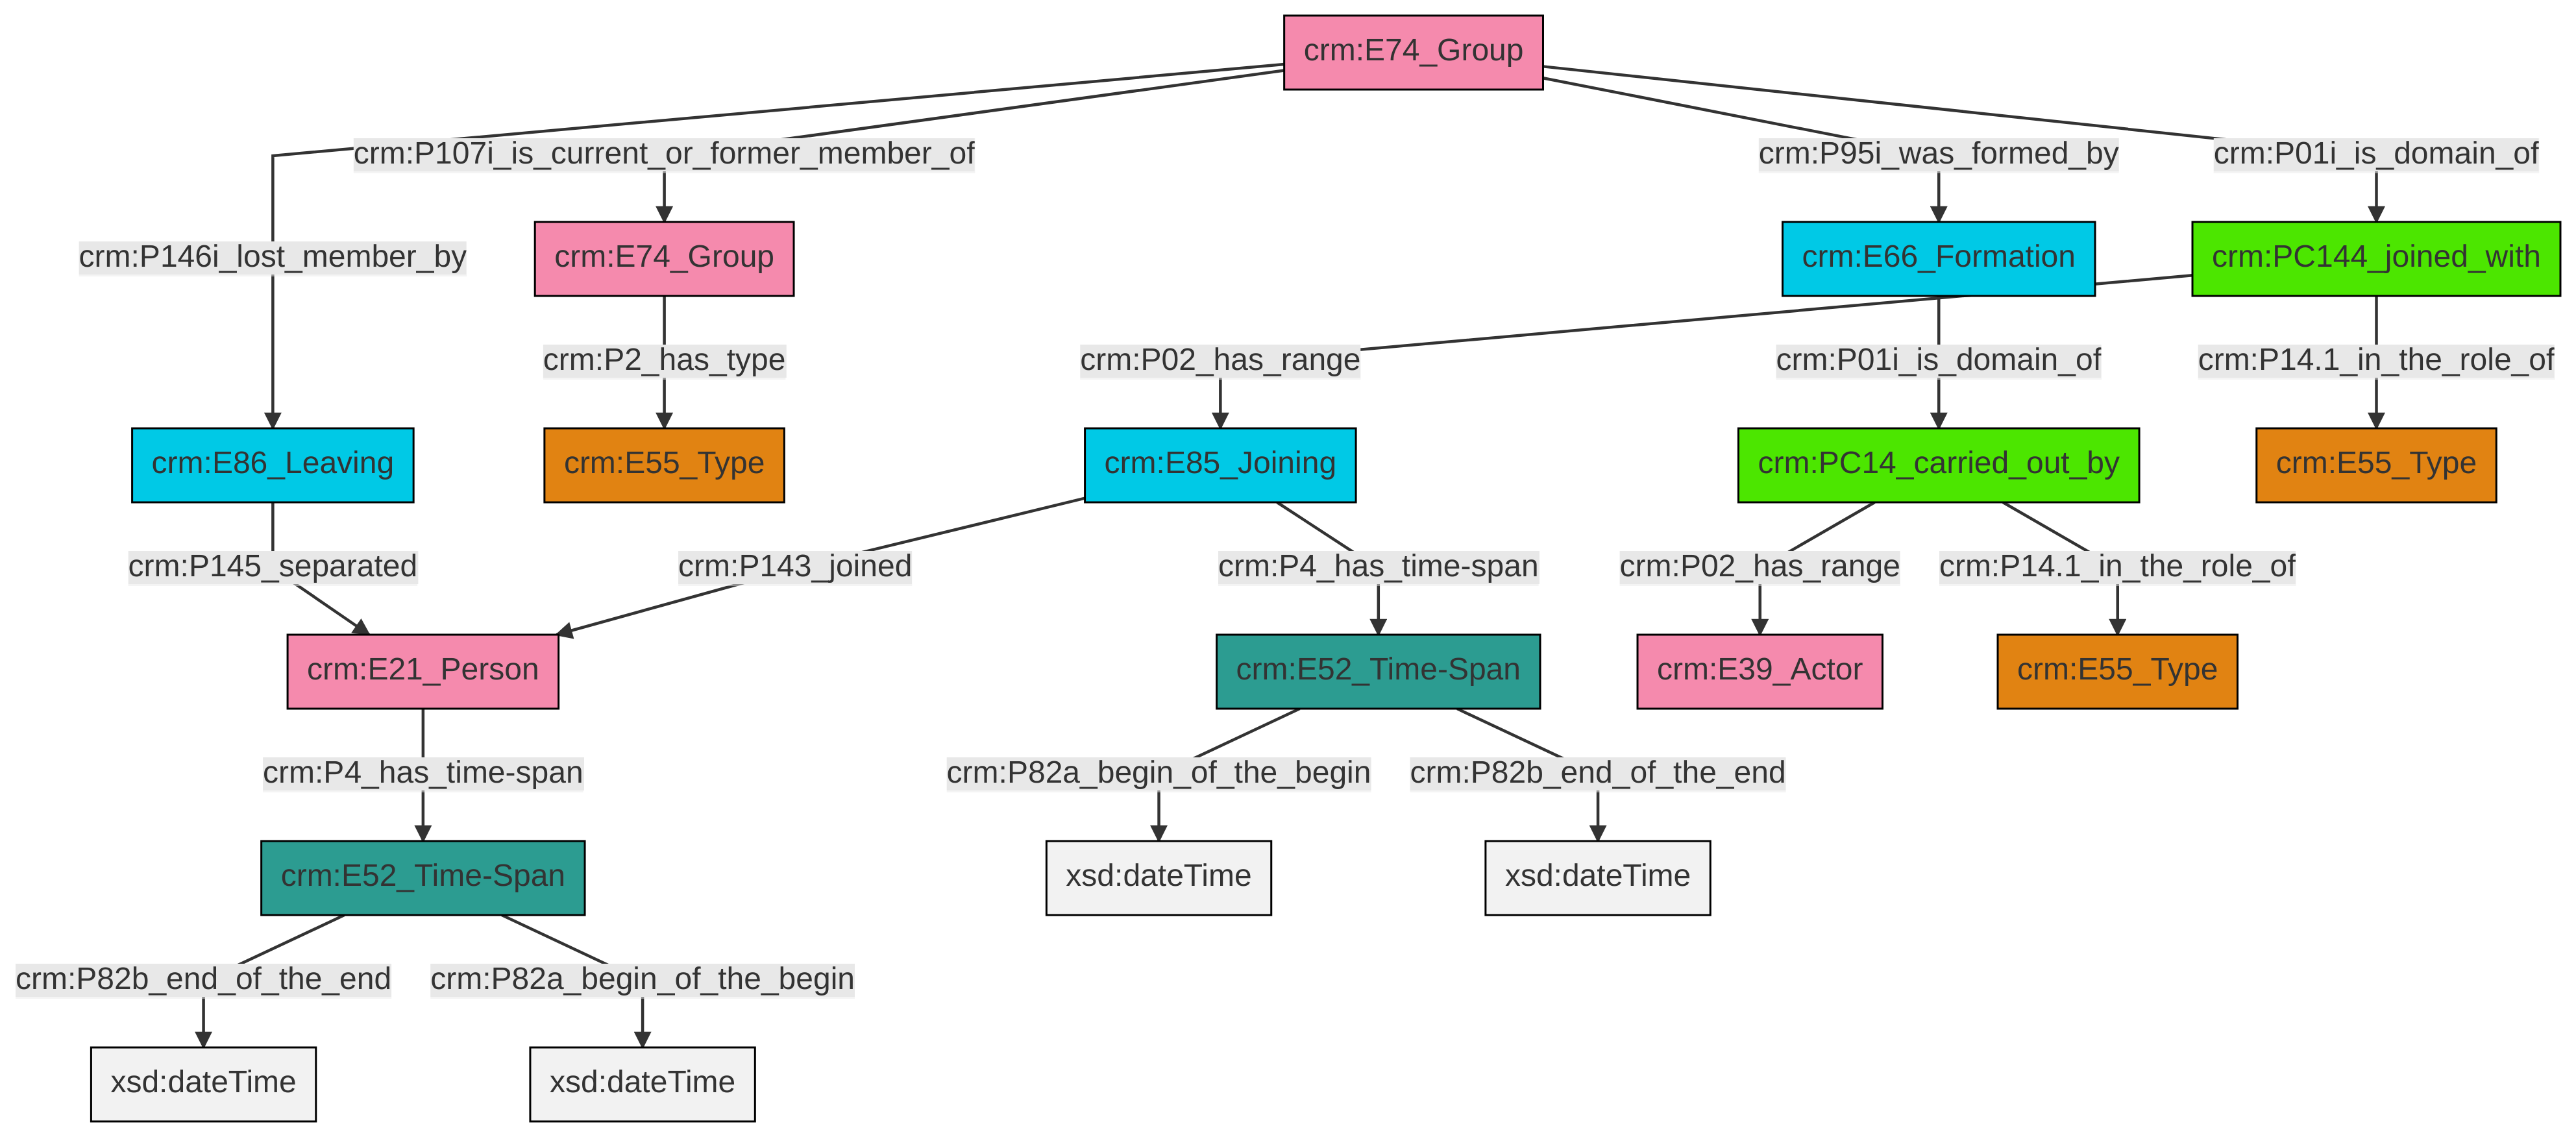 crm:E74_Group
crm:P107i_is_current_or_former_member_of
crm:P95i_was_formed_by
crm:P01i_is_domain_of
crm:P146i_lost_member_by
crm:E74_Group
crm:E66_Formation
crm:PC144_joined_with
crm:P2_has_type
crm:P02_has_range
crm:P01i_is_domain_of
crm:P14.1_in_the_role_of
crm:E86_Leaving
crm:E55_Type
crm:E85_Joining
crm:PC14_carried_out_by
crm:E55_Type
crm:P145_separated
crm:P143_joined
crm:P4_has_time-span
crm:P02_has_range
crm:P14.1_in_the_role_of
crm:E21_Person
crm:E52_Time-Span
crm:E39_Actor
crm:E55_Type
crm:P4_has_time-span
crm:P82a_begin_of_the_begin
crm:P82b_end_of_the_end
crm:E52_Time-Span
xsd:dateTime
xsd:dateTime
crm:P82b_end_of_the_end
crm:P82a_begin_of_the_begin
xsd:dateTime
xsd:dateTime